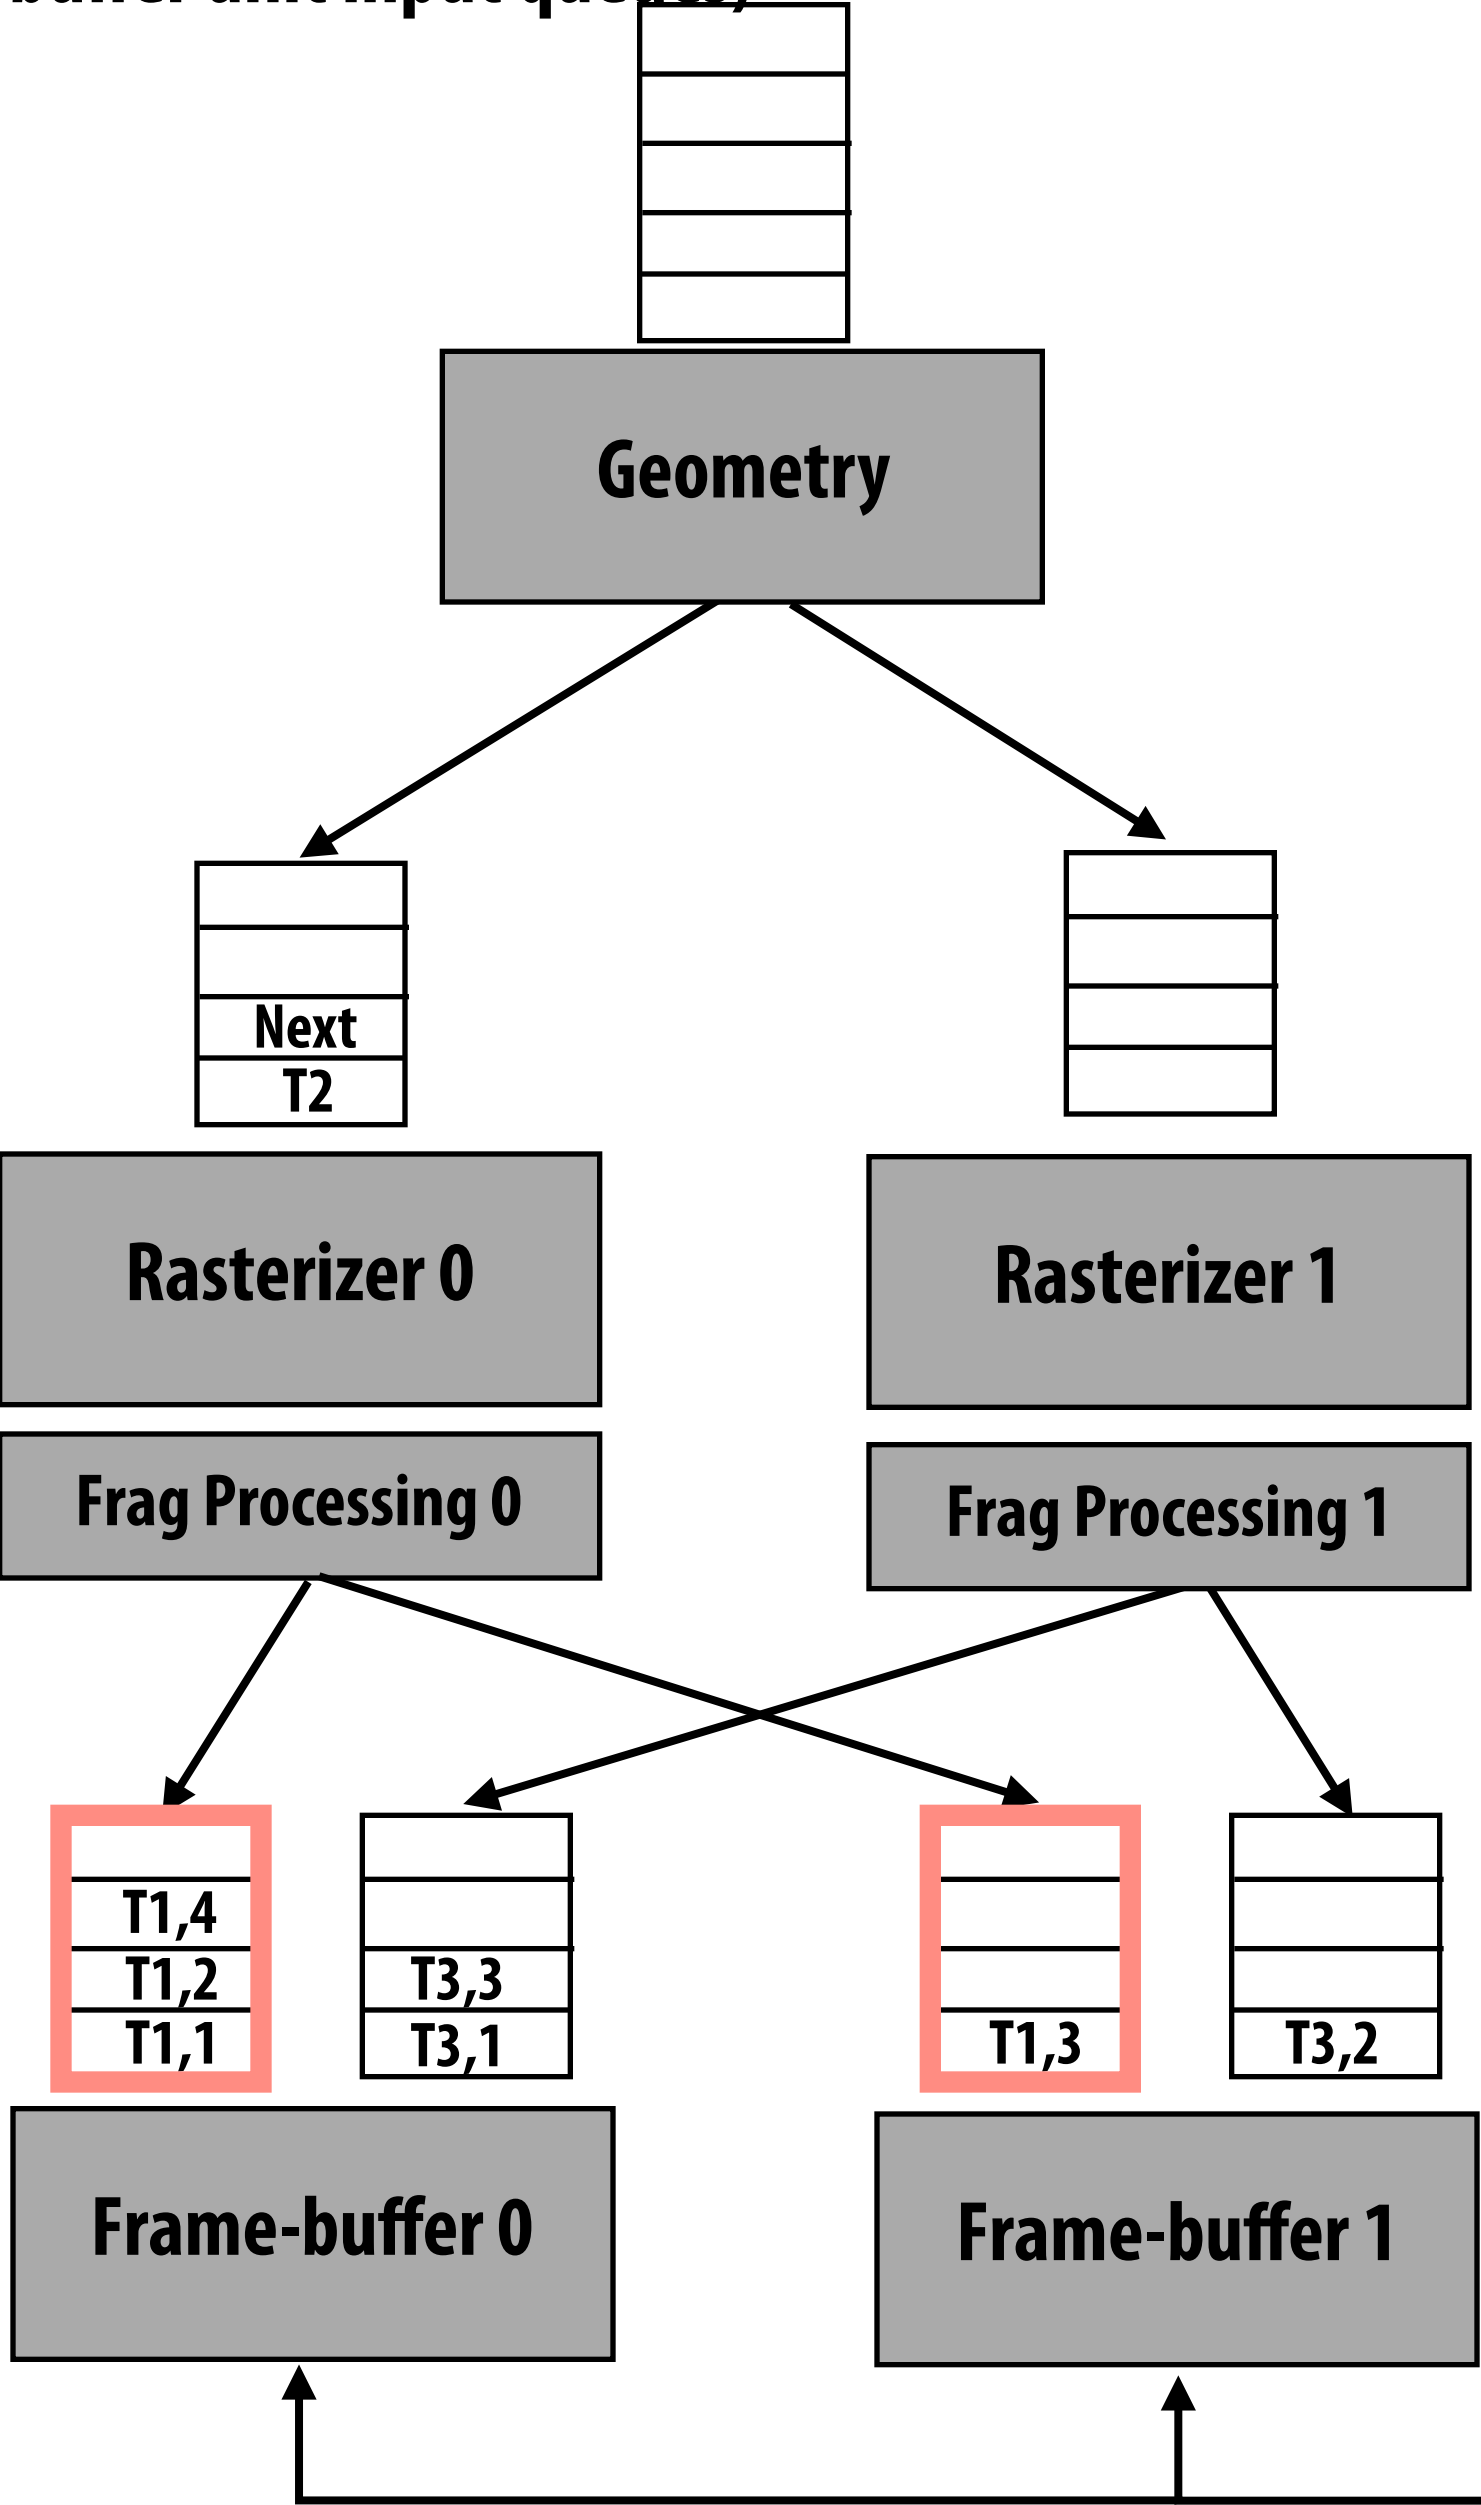 Geometry
Next
T2
Rasterizer 0
Rasterizer 1
Frag Processing 0
Frag Processing 1
T1,4
T1,2
T3,3
T1,1
T3,1
T1,3
T3,2
Frame-buffer 0
Frame-buffer 1